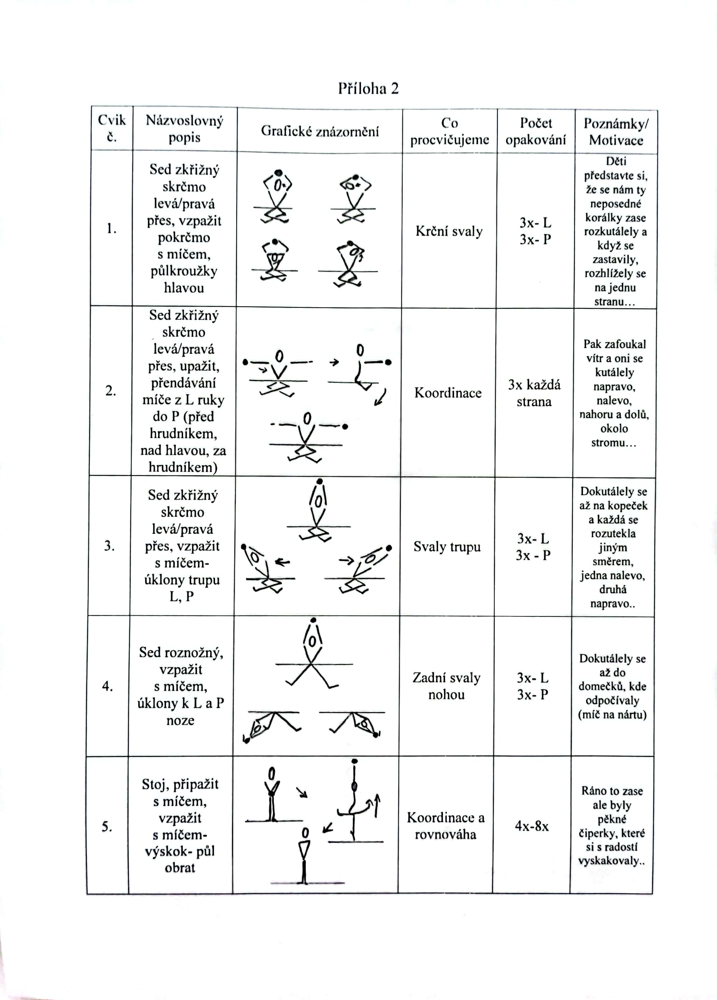 Příloha 2
Cvik
č.
Názvoslovný
popis
Grafické znázornění
Co
procvičujeme
Počet
opakování
Poznámky/
Motivace
1.
Sed zkřižný
skrčmo
levá/pravá
přes, vzpažit
pokrčmo
s míčem,
půlkroužky
hlavou
Krční svaly
3x- L
3x- P
Děti
představte si,
že se nám ty
neposedné
korálky zase
rozkutálely a
když se
zastavily,
rozhlížely se
na jednu
stranu...
2.
Sed zkřižný
skrčmo
levá/pravá
přes, upažit,
přendávání
míče z L ruky
do P (před
hrudníkem,
nad hlavou, za
hrudníkem)
Koordinace
3x každá
strana
Pak zafoukal
vítr a oni se
kutálely
napravo,
nalevo,
nahoru a dolů,
okolo
stromu...
3.
Sed zkřižný
skrčmo
levá/pravá
přes, vzpažit
s míčem-
úklony trupu
L, P
Svaly trupu
3x- L
3x - P
Dokutálely se
až na kopeček
a každá se
rozutekla
jiným
směrem,
jedna nalevo,
druhá
napravo..
4.
Sed roznožný,
vzpažit
s míčem,
úklony k L a P
noze
Zadní svaly
nohou
3x- L
3x- P
Dokutálely se
až do
domečků, kde
odpočívaly
(míč na nártu)
5.
Stoj, připažit
s míčem,
vzpažit
s míčem-
výskok- půl
obrat
Koordinace a
rovnováha
4x-8x
Ráno to zase
ale byly
pěkné
čiperky, které
si s radostí
vyskakovaly..